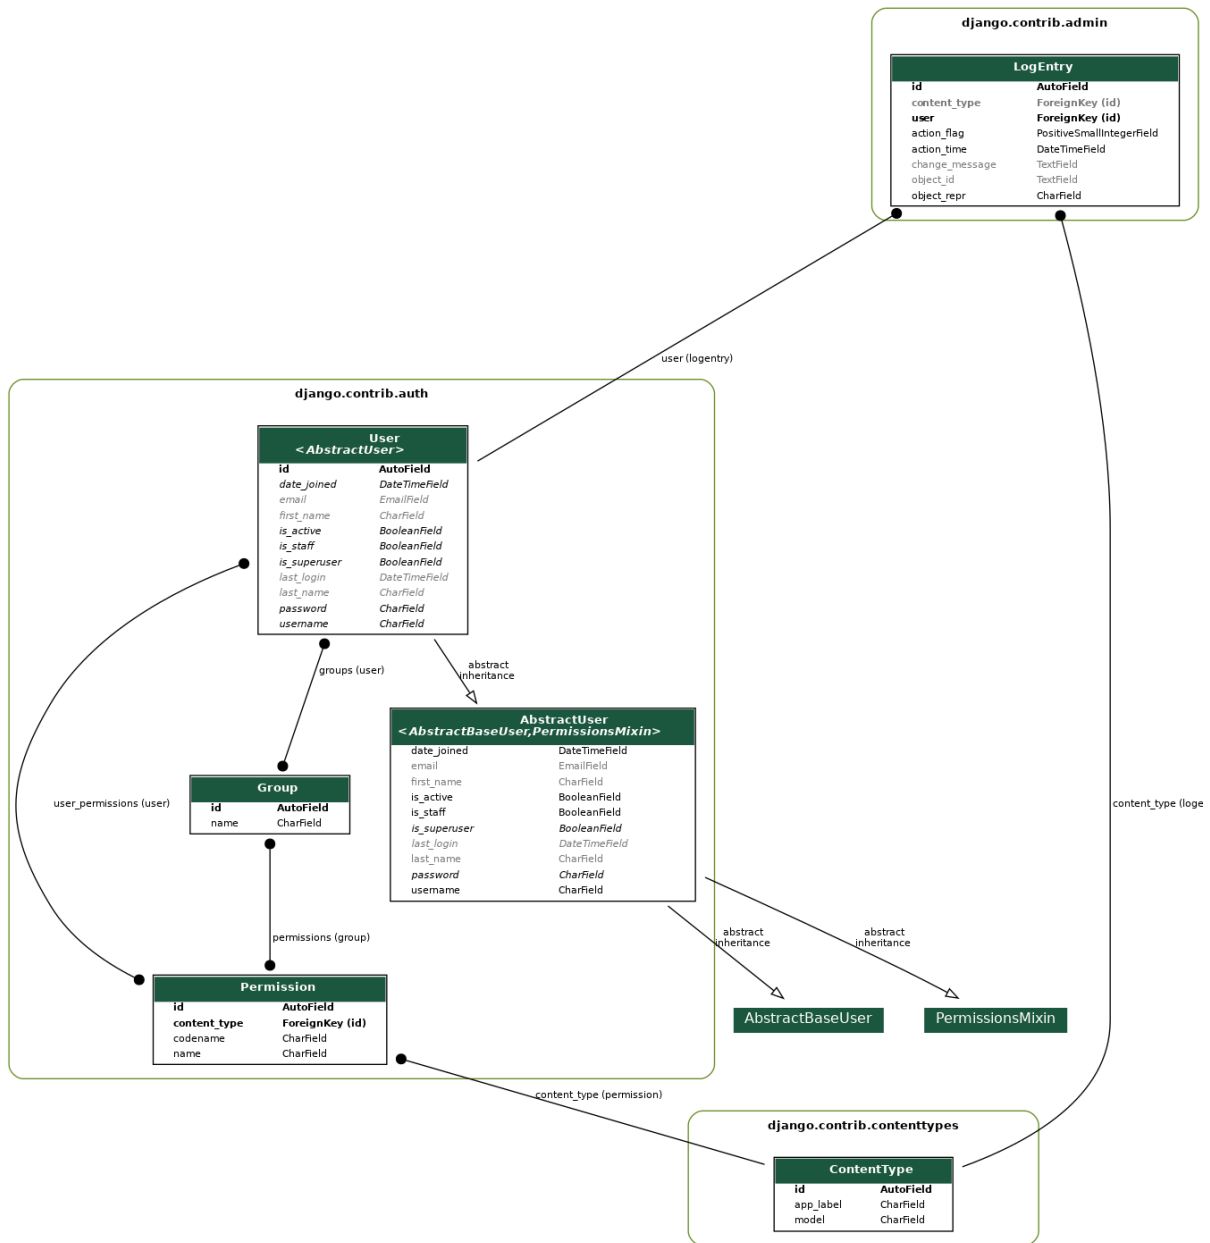 django.contrib.admin
LogEntry
id AutoField
content_type ForeignKey (id)
user ForeignKey (id)
action_flag PositiveSmallIntegerField
action_time DateTimeField
change_message TextField
object_id TextField
object_repr CharField
user (logentry)
django.contrib.auth
User
<AbstractUser>
id AutoField
date_joined DateTimeField
email EmailField
first_name CharField
is_active BooleanField
is_staff BooleanField
is_superuser BooleanField
last_login DateTimeField
last_name CharField
password CharField
username CharField
groups (user)
abstract
inheritance
AbstractUser
<AbstractBaseUser,PermissionsMixin>
date_joined DateTimeField
email EmailField
first_name CharField
is_active BooleanField
is_staff BooleanField
is_superuser BooleanField
last_login DateTimeField
last_name CharField
password CharField
username CharField
user_permissions (user)
Group
id AutoField
name CharField
content_type (loge
permissions (group)
abstract
inheritance
abstract
inheritance
Permission
id AutoField
content_type ForeignKey (id)
codename CharField
name CharField
AbstractBaseUser
PermissionsMixin
content_type (permission)
django.contrib.contenttypes
ContentType
id AutoField
app_label CharField
model CharField